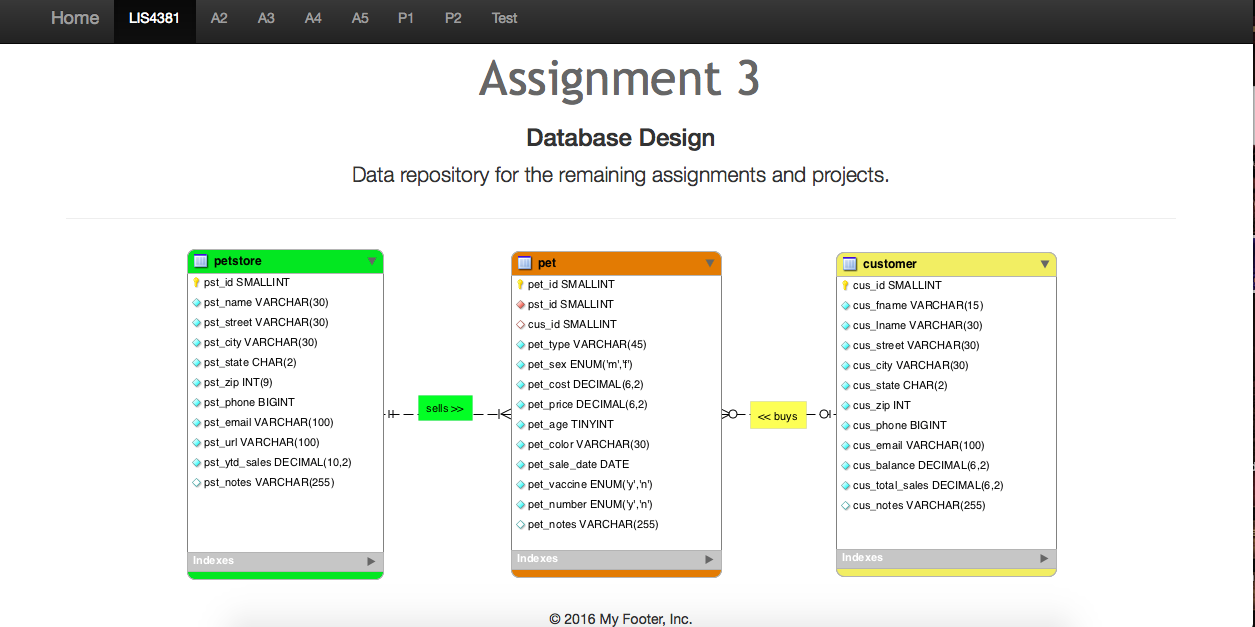 Home LIS4381 A2 A3 A4 A5 P1 P2 Test
Assignment 3
Database Design
Data repository for the remaining assignments and projects.
petstore
pst_id SMALLINT
pst_name VARCHAR(30)
pst_street VARCHAR(30)
pst_city VARCHAR(30)
pst_state CHAR(2)
pst_zip INT(9)
pst_phone BIGINT
pst_email VARCHAR(100)
pst_url VARCHAR(100)
pst_ytd_sales DECIMAL(10,2)
pst_notes VARCHAR(255)
Indexes
sells >>
pet
pet_id SMALLINT
pst_id SMALLINT
cus_id SMALLINT
pet_type VARCHAR(45)
pet_sex ENUM('m','f')
pet_cost DECIMAL(6,2)
pet_price DECIMAL(6,2)
pet_age TINYINT
pet_color VARCHAR(30)
pet_sale_date DATE
pet_vaccine ENUM('y','n')
pet_number ENUM('y','n')
pet_notes VARCHAR(255)
Indexes
<< buys
customer
cus_id SMALLINT
cus_fname VARCHAR(15)
cus_lname VARCHAR(30)
cus_street VARCHAR(30)
cus_city VARCHAR(30)
cus_state CHAR(2)
cus_zip INT
cus_phone BIGINT
cus_email VARCHAR(100)
cus_balance DECIMAL(6,2)
cus_total_sales DECIMAL(6,2)
cus_notes VARCHAR(255)
Indexes
© 2016 My Footer, Inc.